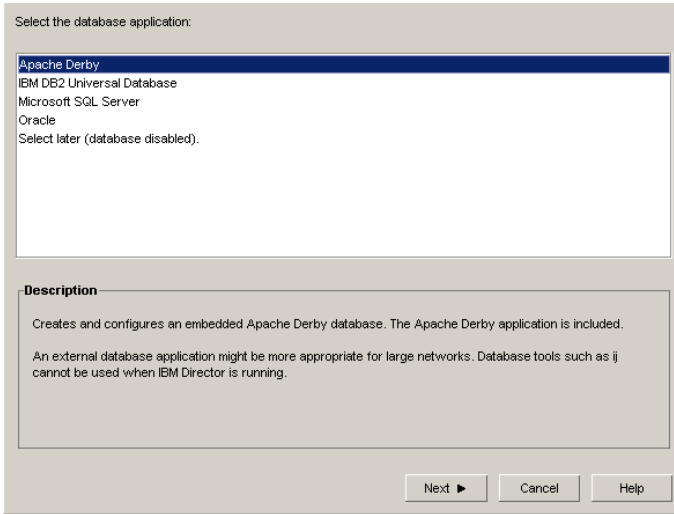 Select the database application:
Apache Derby
IBM DB2 Universal Database
Microsoft SQL Server
Oracle
Select later (database disabled).
Description
Creates and configures an embedded Apache Derby database. The Apache Derby application is included.
An external database application might be more appropriate for large networks. Database tools such as ij
cannot be used when IBM Director is running.
Next ►
Cancel
Help